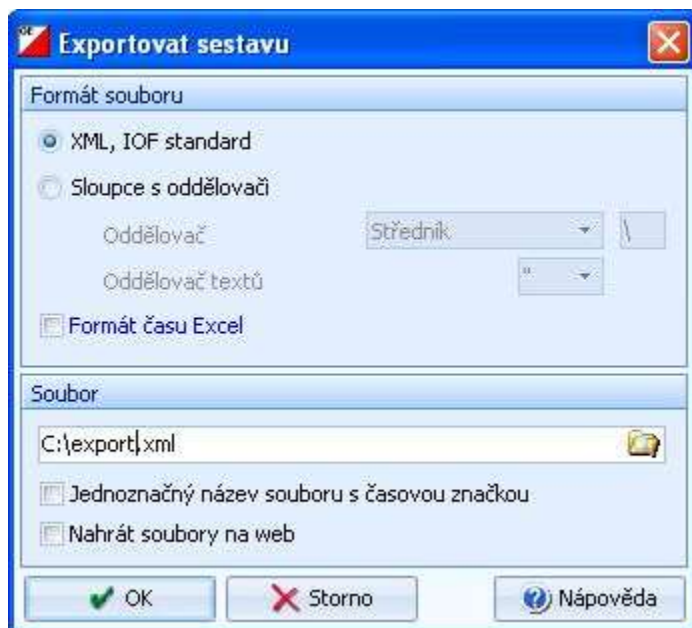 OE
Exportovat sestavu
Formát souboru
XML, IOF standard
Sloupce s oddělovači
Oddělovač Středník \
Oddělovač textů "
Formát času Excel
Soubor
C:\export.xml
Jednoznačný název souboru s časovou značkou
Nahrát soubory na web
OK Storno Nápověda